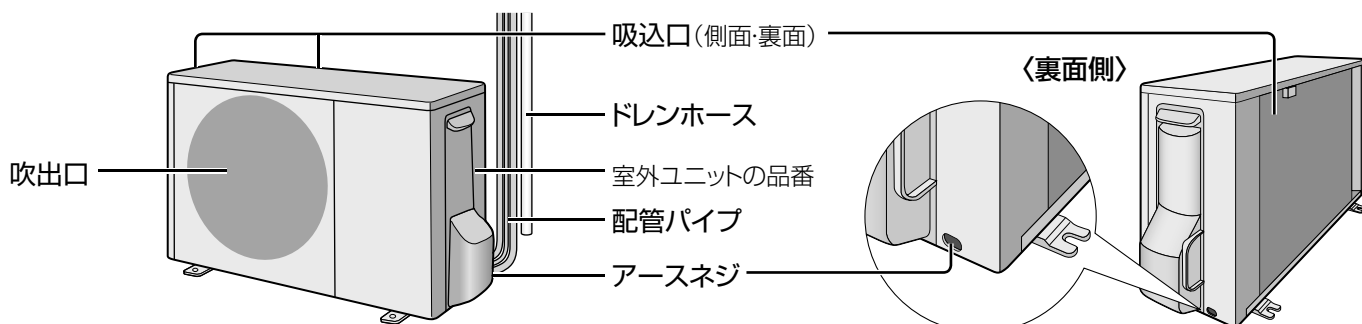 吸込口(側面・裏面)
〈裏面側〉
ドレンホース
吹出口
室外ユニットの品番
配管パイプ
アースネジ